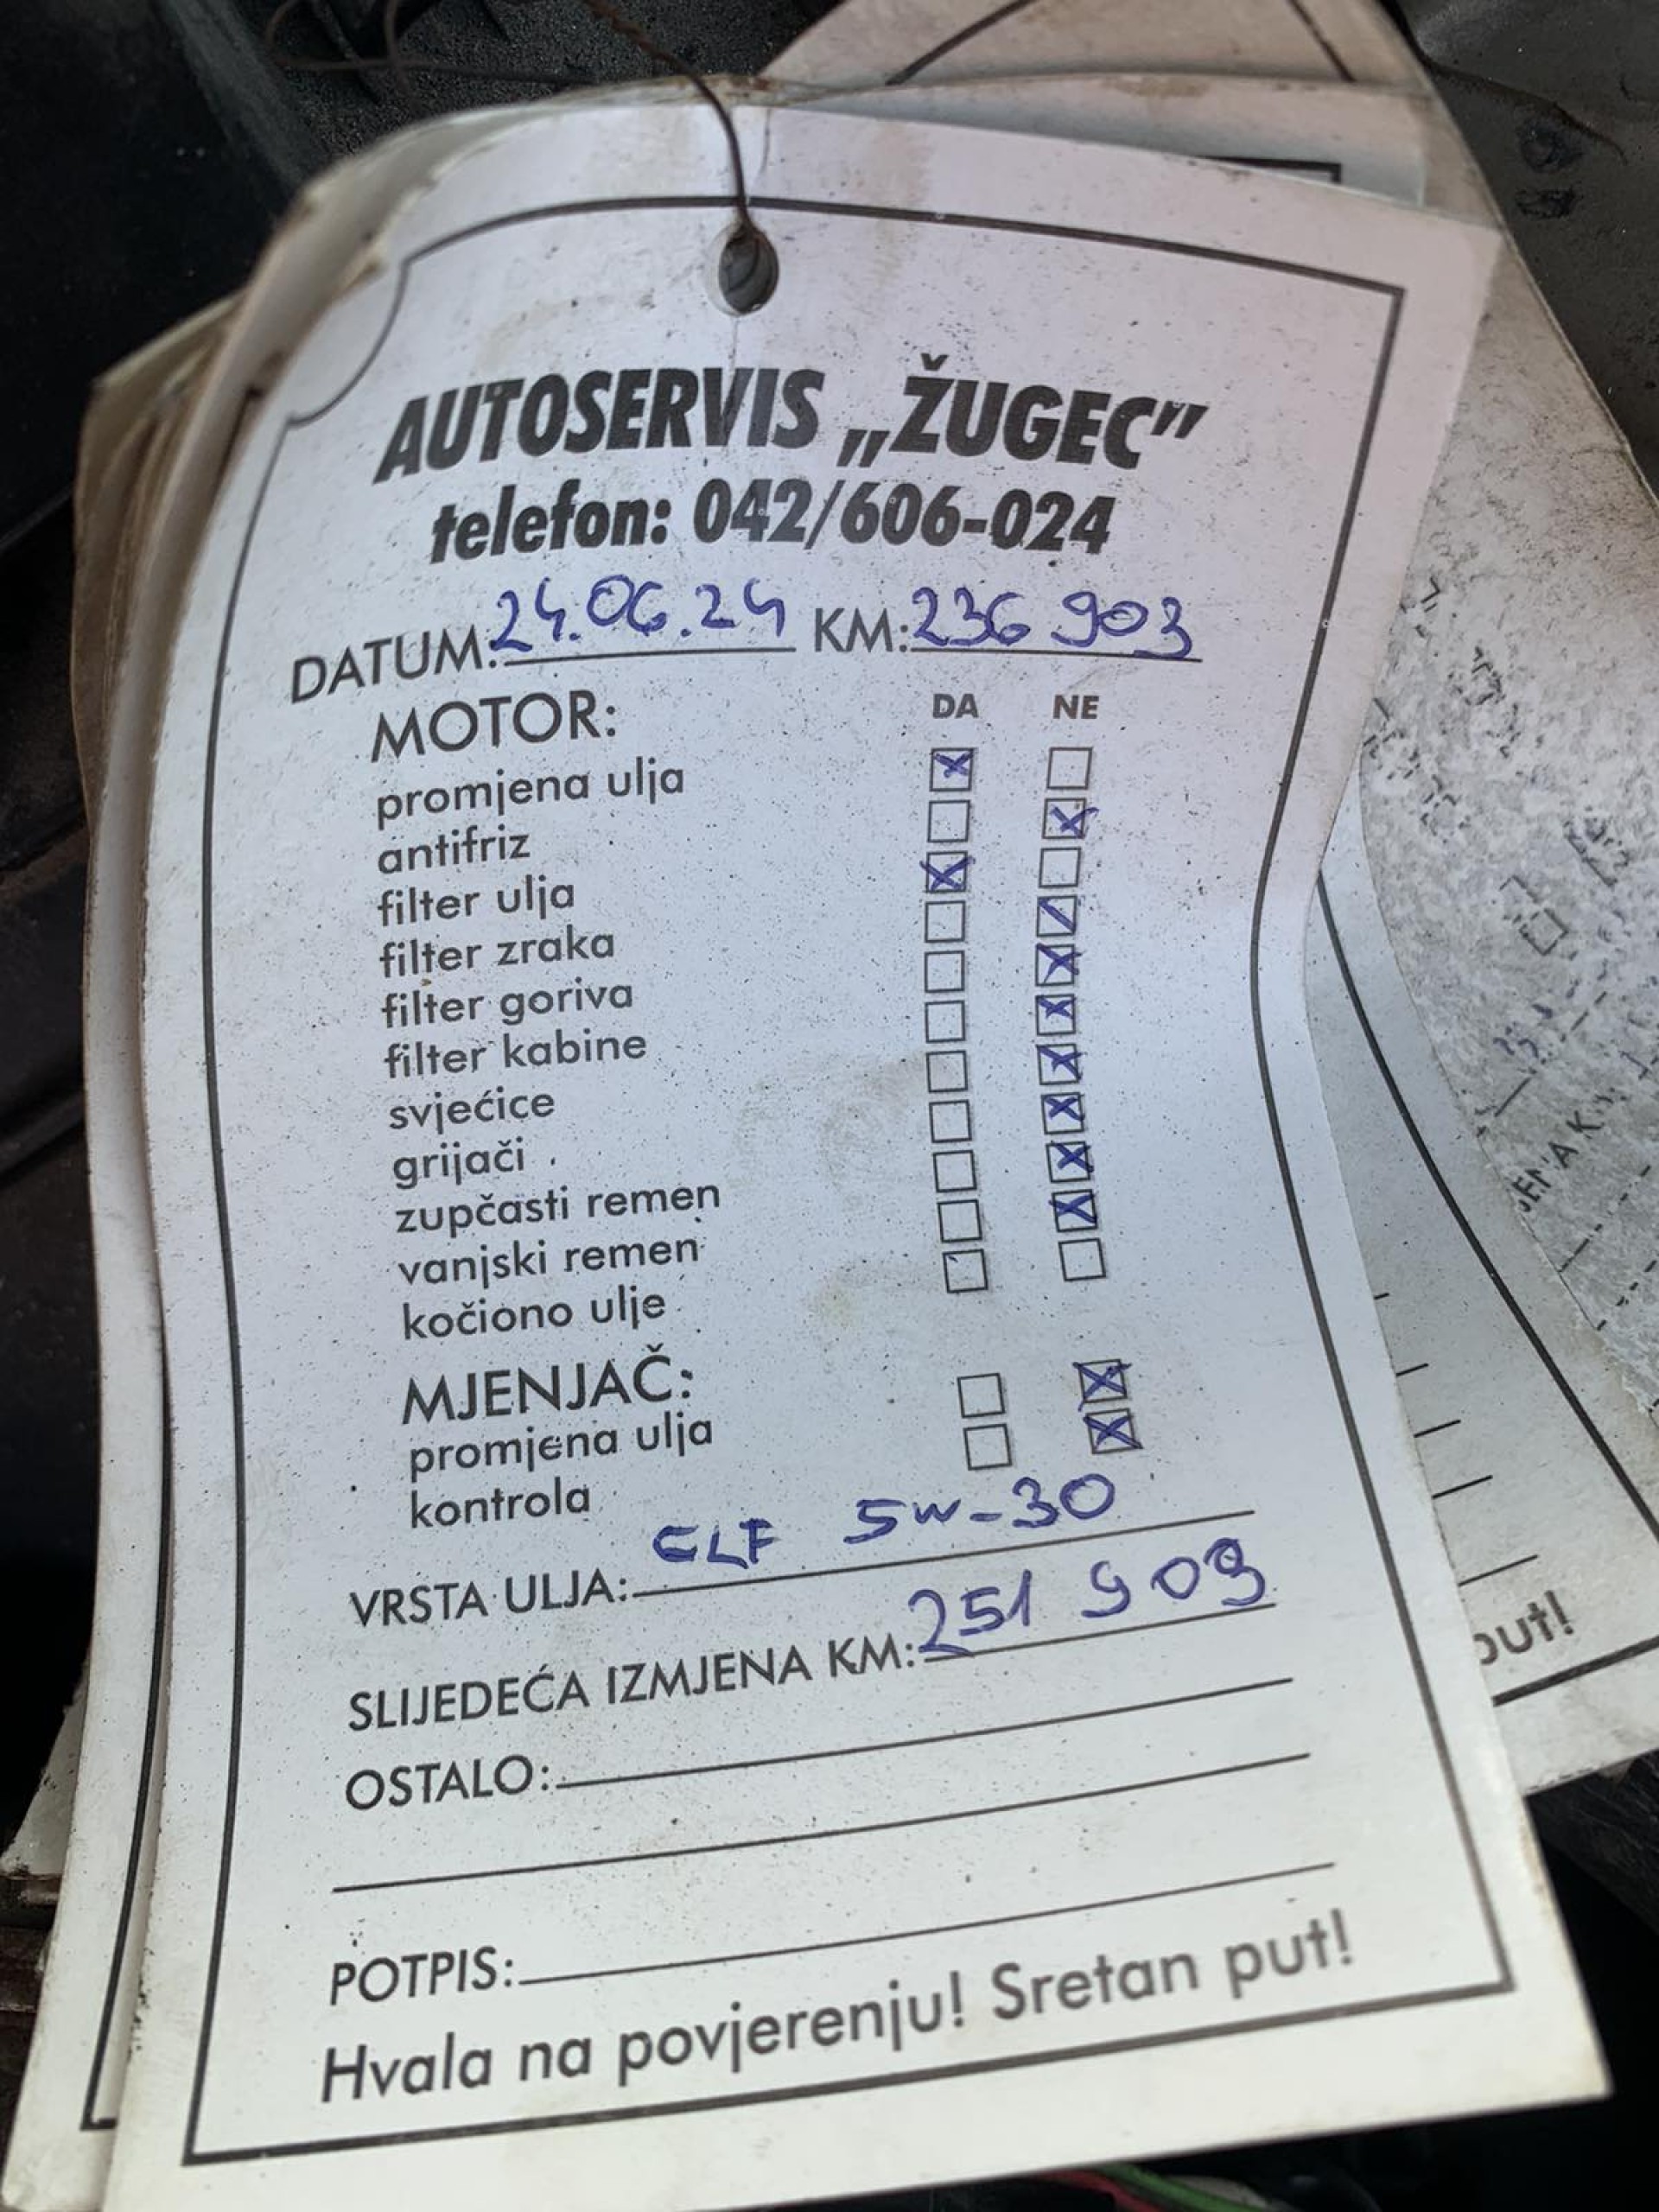 AUTOSERVIS „ŽUGEC"
telefon: 042/606-024
DATUM: 24.06.24 KM: 236 903
MOTOR: DA NE
promjena ulja
antifriz
filter ulja
filter zraka
filter goriva
filter kabine
svjećice
grijači
zupčasti remen
vanjski remen
kočiono ulje
MJENJAČ:
promjena ulja
kontrola
VRSTA ULJA: ELF 5W-30
SLIJEDEĆA IZMJENA KM: 251 903
OSTALO:
POTPIS:
Hvala na povjerenju! Sretan put!
put!